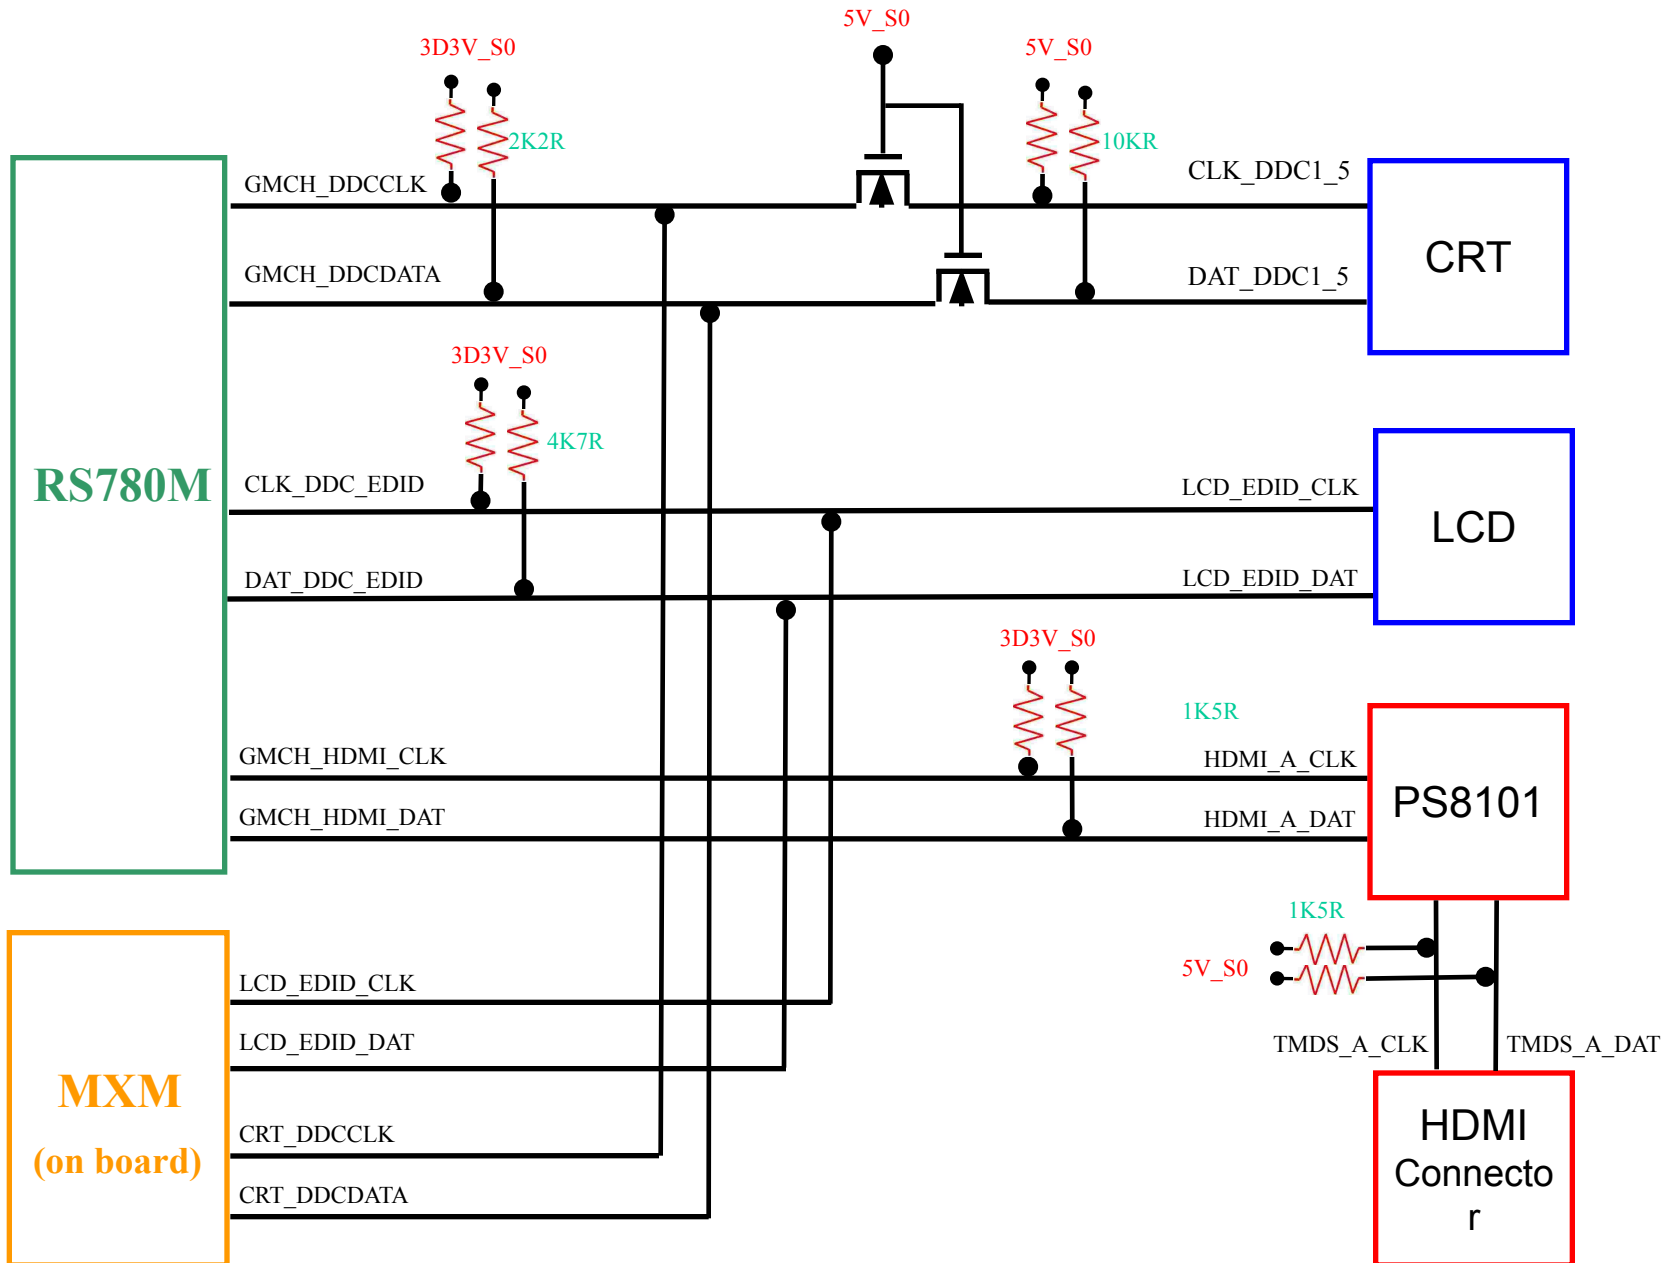 5V_S0
3D3V_S0
5V_S0
2K2R
10KR
GMCH_DDCCLK
CLK_DDC1_5
CRT
GMCH_DDCDATA
DAT_DDC1_5
3D3V_S0
4K7R
RS780M
CLK_DDC_EDID
LCD_EDID_CLK
LCD
DAT_DDC_EDID
LCD_EDID_DAT
3D3V_S0
1K5R
GMCH_HDMI_CLK
HDMI_A_CLK
PS8101
GMCH_HDMI_DAT
HDMI_A_DAT
1K5R
5V_S0
LCD_EDID_CLK
LCD_EDID_DAT
TMDS_A_CLK
TMDS_A_DAT
MXM
(on board)
CRT_DDCCLK
CRT_DDCDATA
HDMI
Connecto
r